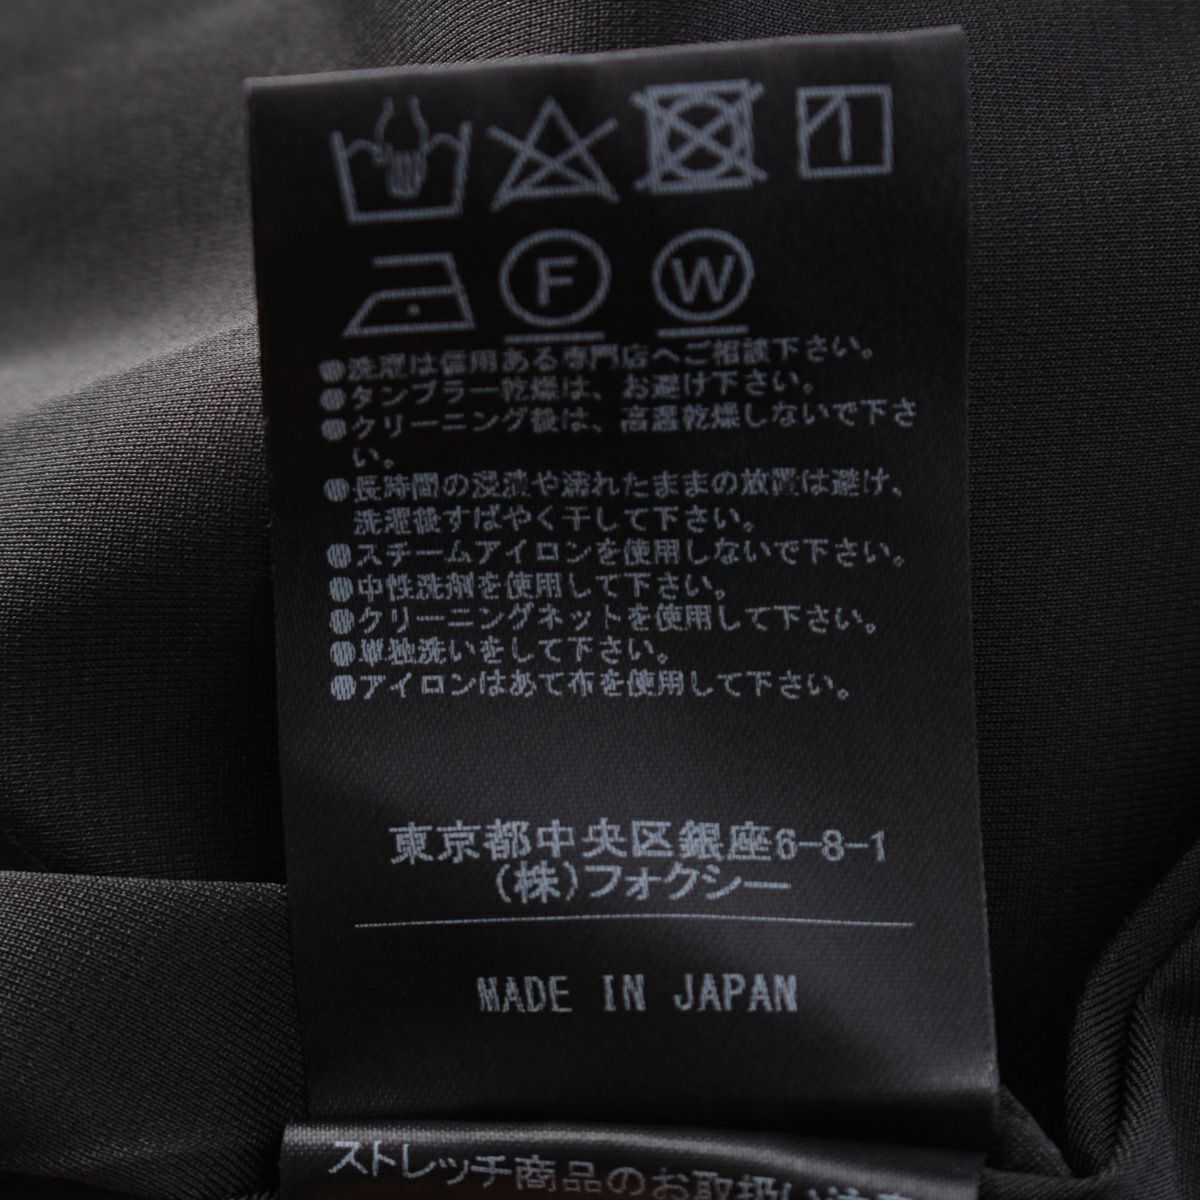 F W
●洗濯は信用ある専門店へご相談下さい。
●タンブラー乾燥は、お避け下さい。
●クリーニング後は、高温乾燥しないで下さ
い。
●長時間の浸漬や濡れたままの放置は避け、
洗濯後すばやく干して下さい。
●スチームアイロンを使用しないで下さい。
●中性洗剤を使用して下さい。
●クリーニングネットを使用して下さい。
●単独洗いをして下さい。
●アイロンはあて布を使用して下さい。
東京都中央区銀座6-8-1
(株)フォクシー
MADE IN JAPAN
ストレッチ商品のお取扱い注意